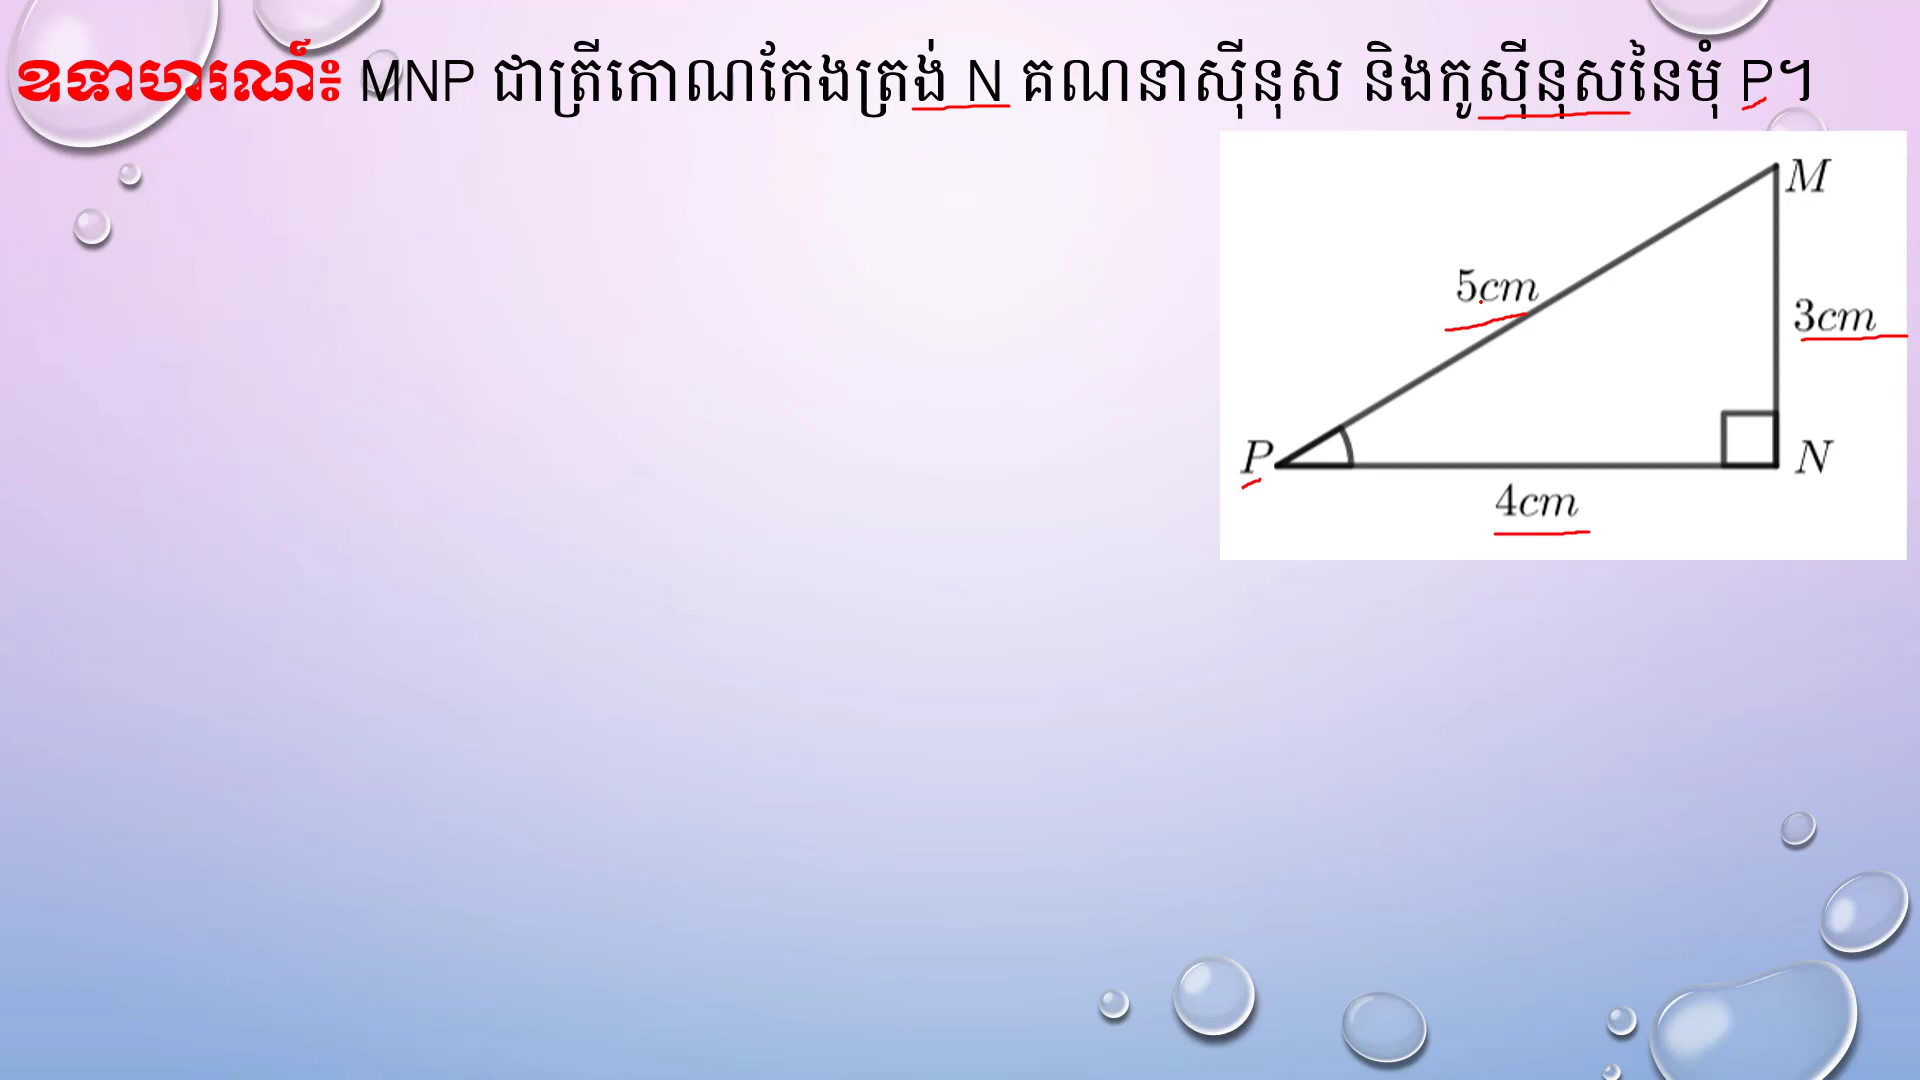 ឧទាហរណ៍៖ MNP ជាត្រីកោណកែងត្រង់ N គណនាស៊ីនុស និងកូស៊ីនុសនៃមុំ P។
M
5cm
3cm
P
N
4cm